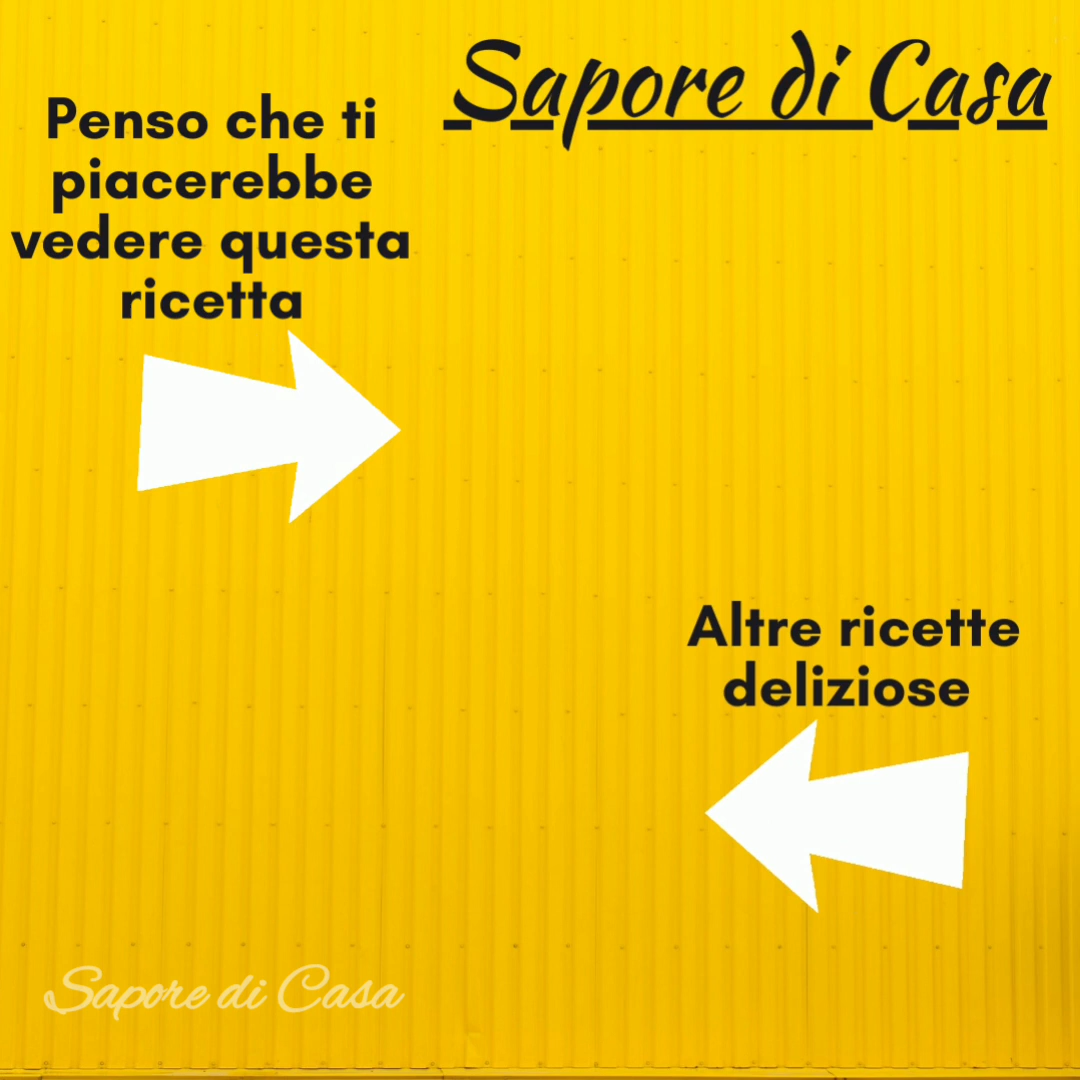 Sapore di Casa
Penso che ti
piacerebbe
vedere questa
ricetta
Altre ricette
deliziose
Sapore di Casa